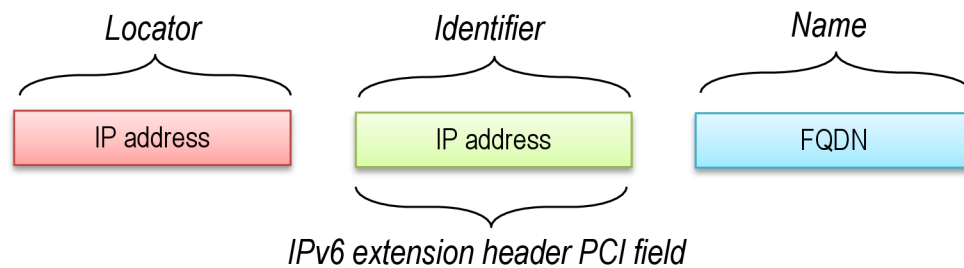 Locator
Identifier
Name
IP address
IP address
FQDN
IPv6 extension header PCI field